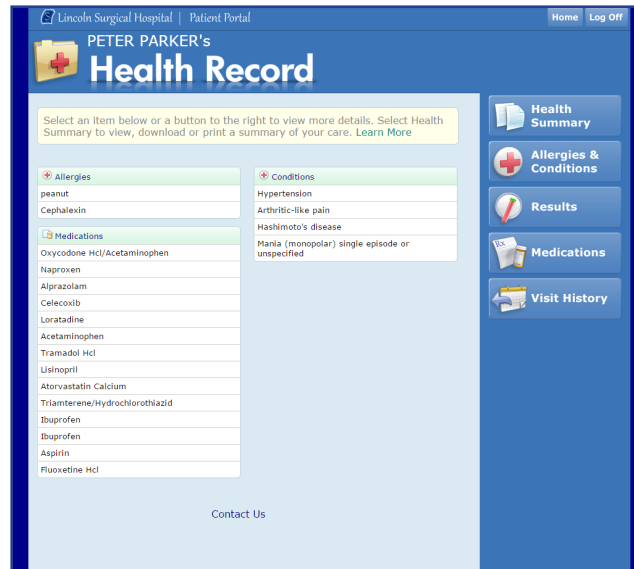 Lincoln Surgical Hospital | Patient Portal
Home Log Off
PETER PARKER's
Health Record
Select an item below or a button to the right to view more details. Select Health
Summary to view, download or print a summary of your care. Learn More
Allergies
peanut
Cephalexin
Medications
Oxycodone Hcl/Acetaminophen
Naproxen
Alprazolam
Celecoxib
Loratadine
Acetaminophen
Tramadol Hcl
Lisinopril
Atorvastatin Calcium
Triamterene/Hydrochlorothiazid
Ibuprofen
Ibuprofen
Aspirin
Fluoxetine Hcl
Conditions
Hypertension
Arthritic-like pain
Hashimoto's disease
Mania (monopolar) single episode or
unspecified
Health
Summary
Allergies &
Conditions
Results
Rx
Medications
Visit History
Contact Us